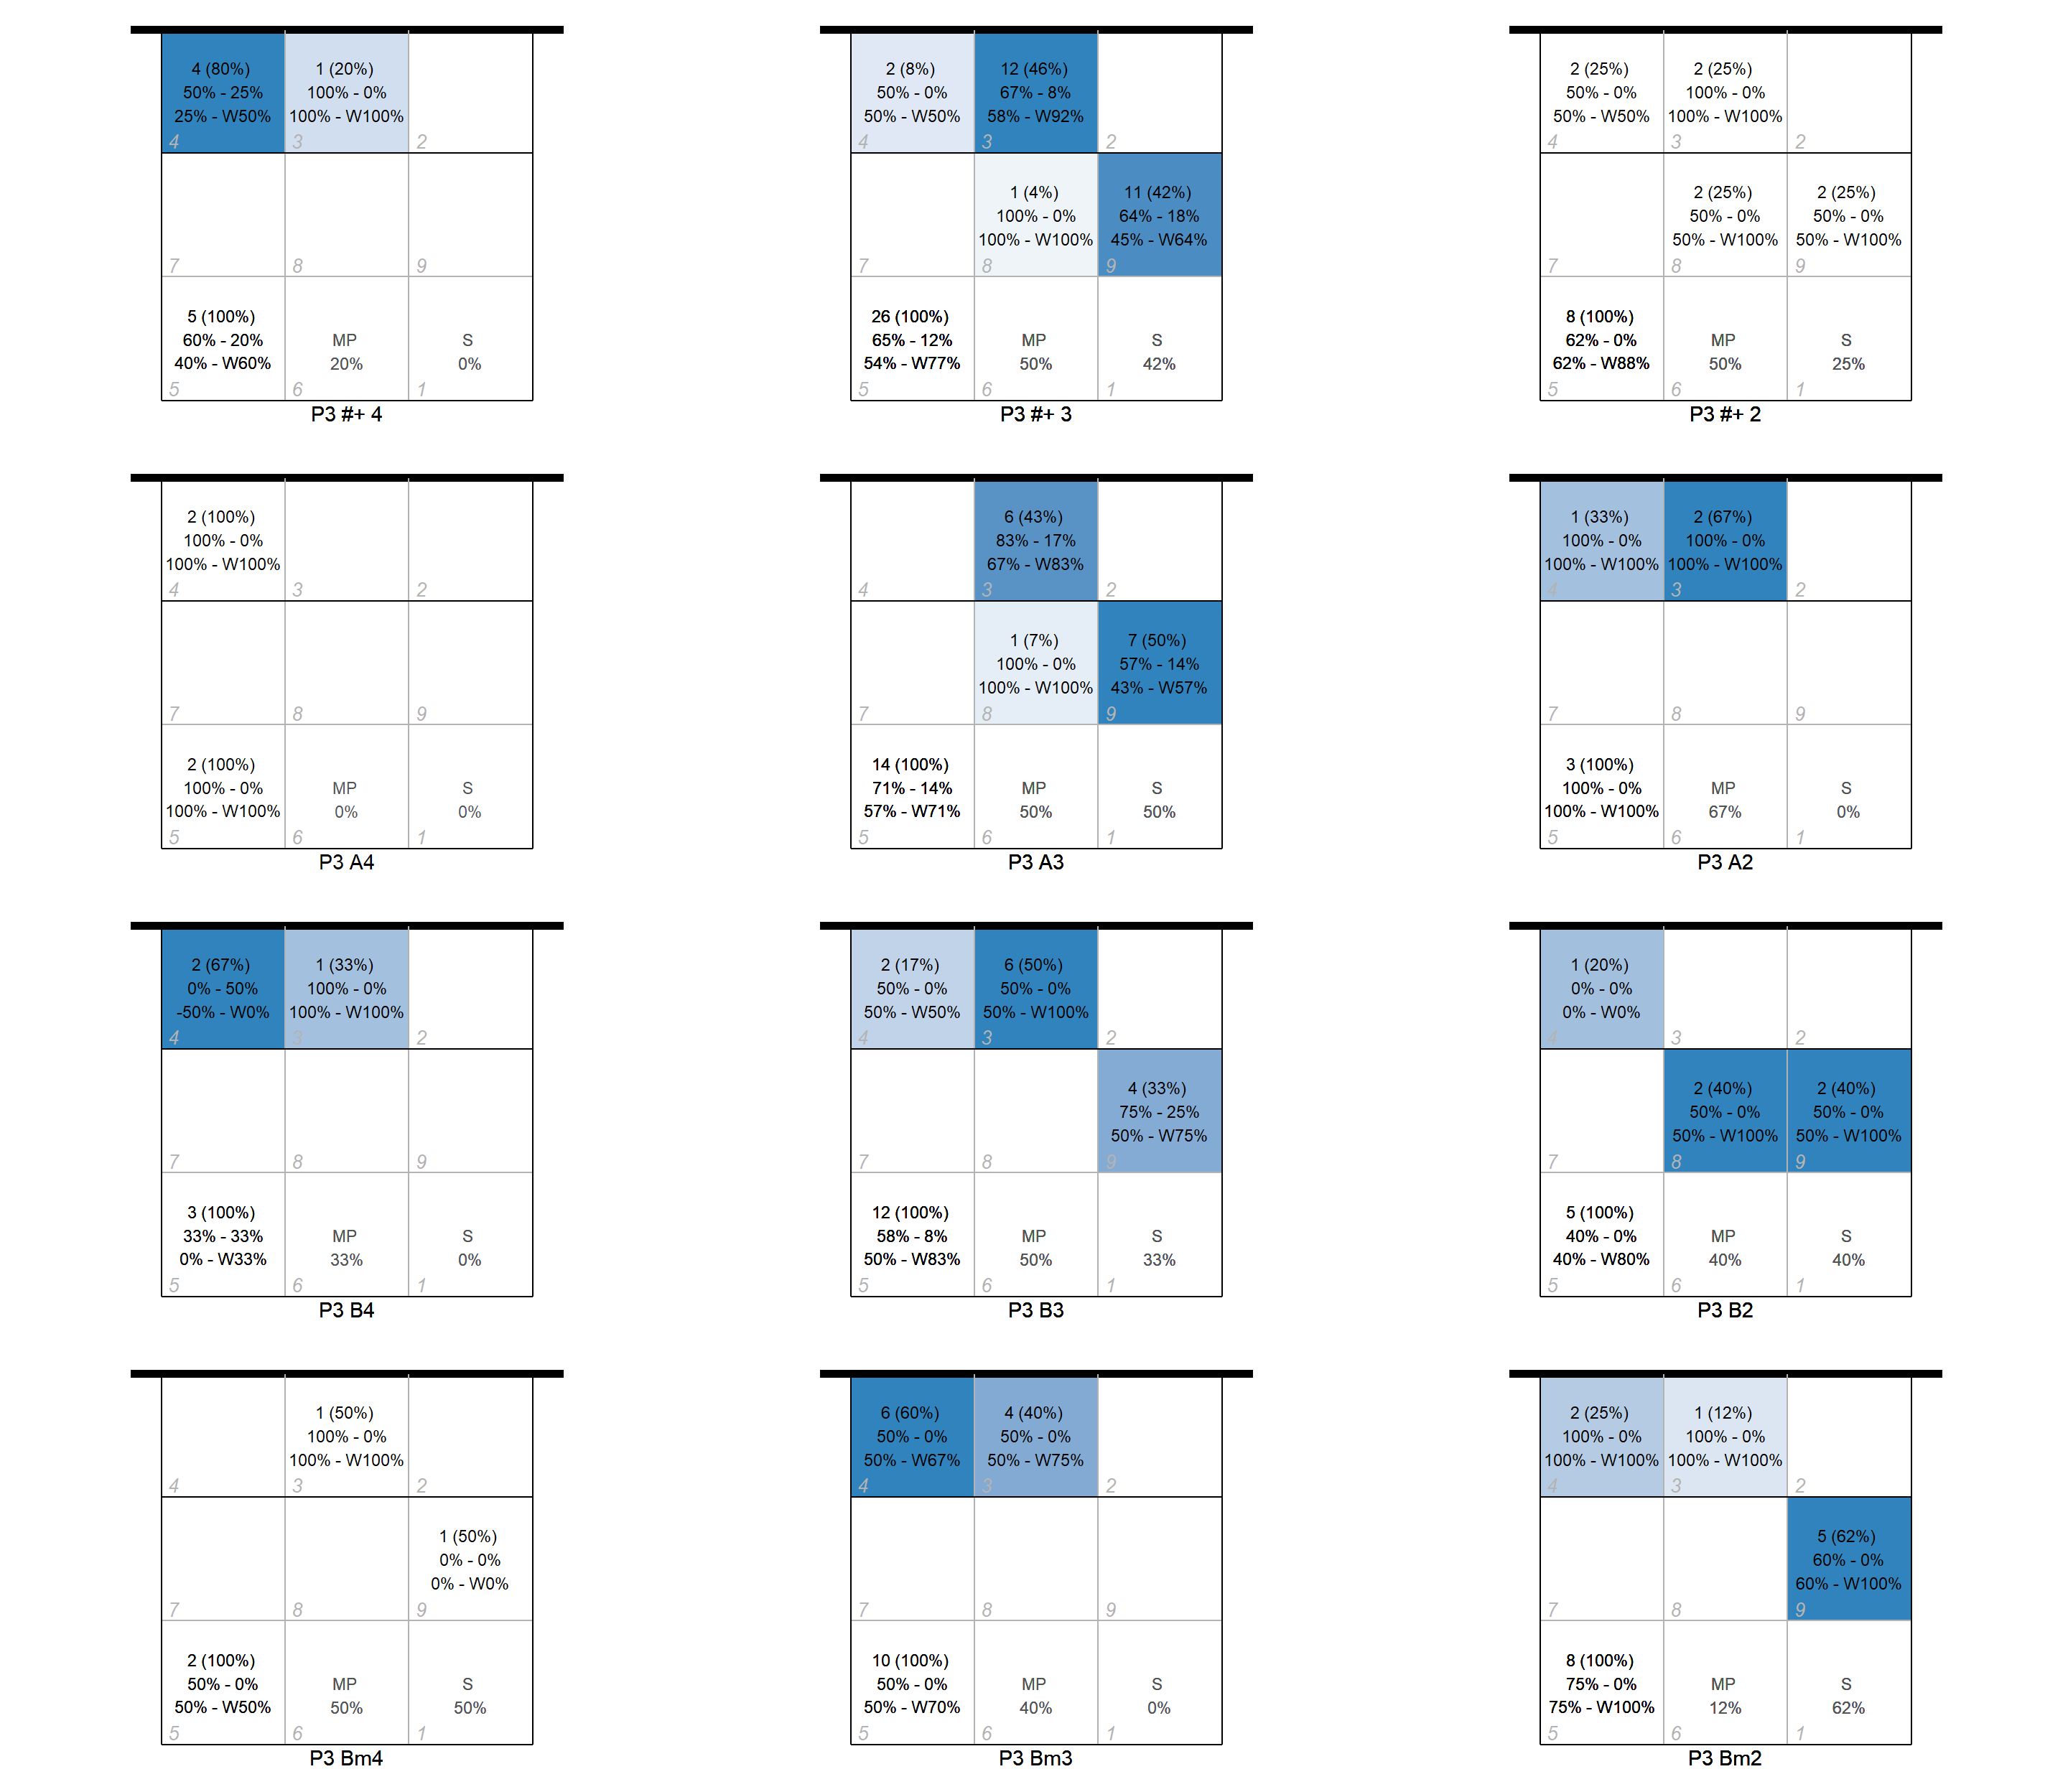 4 (80%)
50% - 25%
25% - W50%
4
1 (20%)
100% - 0%
100% - W100%
3
2
7
8
9
5 (100%)
60% - 20%
40% - W60%
5
MP
20%
6
S
0%
1
P3 #+ 4
2 (8%)
50% - 0%
50% - W50%
4
12 (46%)
67% - 8%
58% - W92%
3
2
7
1 (4%)
100% - 0%
100% - W100%
8
11 (42%)
64% - 18%
45% - W64%
9
26 (100%)
65% - 12%
54% - W77%
5
MP
50%
6
S
42%
1
P3 #+ 3
2 (25%)
50% - 0%
50% - W50%
4
2 (25%)
100% - 0%
100% - W100%
3
2
7
2 (25%)
50% - 0%
50% - W100%
8
2 (25%)
50% - 0%
50% - W100%
9
8 (100%)
62% - 0%
62% - W88%
5
MP
50%
6
S
25%
1
P3 #+ 2
2 (100%)
100% - 0%
100% - W100%
4
3
2
7
8
9
2 (100%)
100% - 0%
100% - W100%
5
MP
0%
6
S
0%
1
P3 A4
4
6 (43%)
83% - 17%
67% - W83%
3
2
7
1 (7%)
100% - 0%
100% - W100%
8
7 (50%)
57% - 14%
43% - W57%
9
14 (100%)
71% - 14%
57% - W71%
5
MP
50%
6
S
50%
1
P3 A3
1 (33%)
100% - 0%
100% - W100%
4
2 (67%)
100% - 0%
100% - W100%
3
2
7
8
9
3 (100%)
100% - 0%
100% - W100%
5
MP
67%
6
S
0%
1
P3 A2
2 (67%)
0% - 50%
-50% - W0%
4
1 (33%)
100% - 0%
100% - W100%
3
2
7
8
9
3 (100%)
33% - 33%
0% - W33%
5
MP
33%
6
S
0%
1
P3 B4
2 (17%)
50% - 0%
50% - W50%
4
6 (50%)
50% - 0%
50% - W100%
3
2
7
8
4 (33%)
75% - 25%
50% - W75%
9
12 (100%)
58% - 8%
50% - W83%
5
MP
50%
6
S
33%
1
P3 B3
1 (20%)
0% - 0%
0% - W0%
4
3
2
7
2 (40%)
50% - 0%
50% - W100%
8
2 (40%)
50% - 0%
50% - W100%
9
5 (100%)
40% - 0%
40% - W80%
5
MP
40%
6
S
40%
1
P3 B2
4
1 (50%)
100% - 0%
100% - W100%
3
2
7
8
1 (50%)
0% - 0%
0% - W0%
9
2 (100%)
50% - 0%
50% - W50%
5
MP
50%
6
S
50%
1
P3 Bm4
6 (60%)
50% - 0%
50% - W67%
4
4 (40%)
50% - 0%
50% - W75%
3
2
7
8
9
10 (100%)
50% - 0%
50% - W70%
5
MP
40%
6
S
0%
1
P3 Bm3
2 (25%)
100% - 0%
100% - W100%
4
1 (12%)
100% - 0%
100% - W100%
3
2
7
8
5 (62%)
60% - 0%
60% - W100%
9
8 (100%)
75% - 0%
75% - W100%
5
MP
12%
6
S
62%
1
P3 Bm2